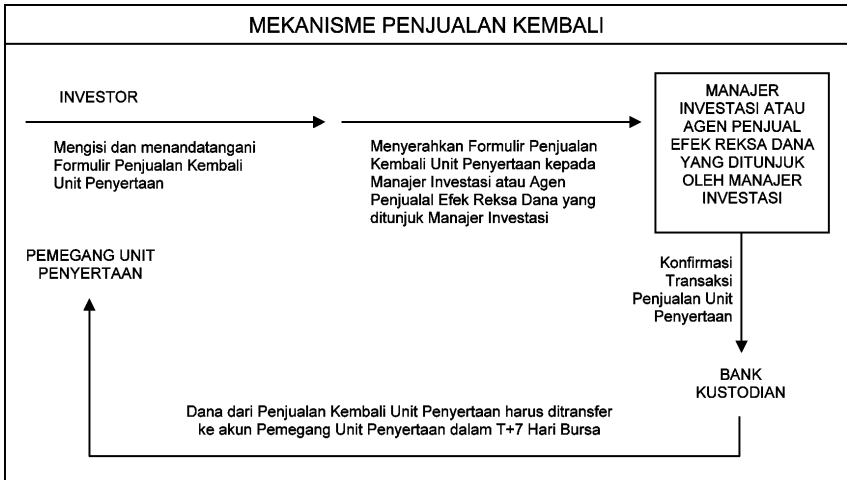 MEKANISME PENJUALAN KEMBALI
INVESTOR
Mengisi dan menandatangani
Formulir Penjualan Kembali
Unit Penyertaan
Menyerahkan Formulir Penjualan
Kembali Unit Penyertaan kepada
Manajer Investasi atau Agen
Penjualal Efek Reksa Dana yang
ditunjuk Manajer Investasi
MANAJER
INVESTASI ATAU
AGEN PENJUAL
EFEK REKSA DANA
YANG DITUNJUK
OLEH MANAJER
INVESTASI
Konfirmasi
Transaksi
Penjualan Unit
Penyertaan
BANK
KUSTODIAN
Dana dari Penjualan Kembali Unit Penyertaan harus ditransfer
ke akun Pemegang Unit Penyertaan dalam T+7 Hari Bursa
PEMEGANG UNIT
PENYERTAAN